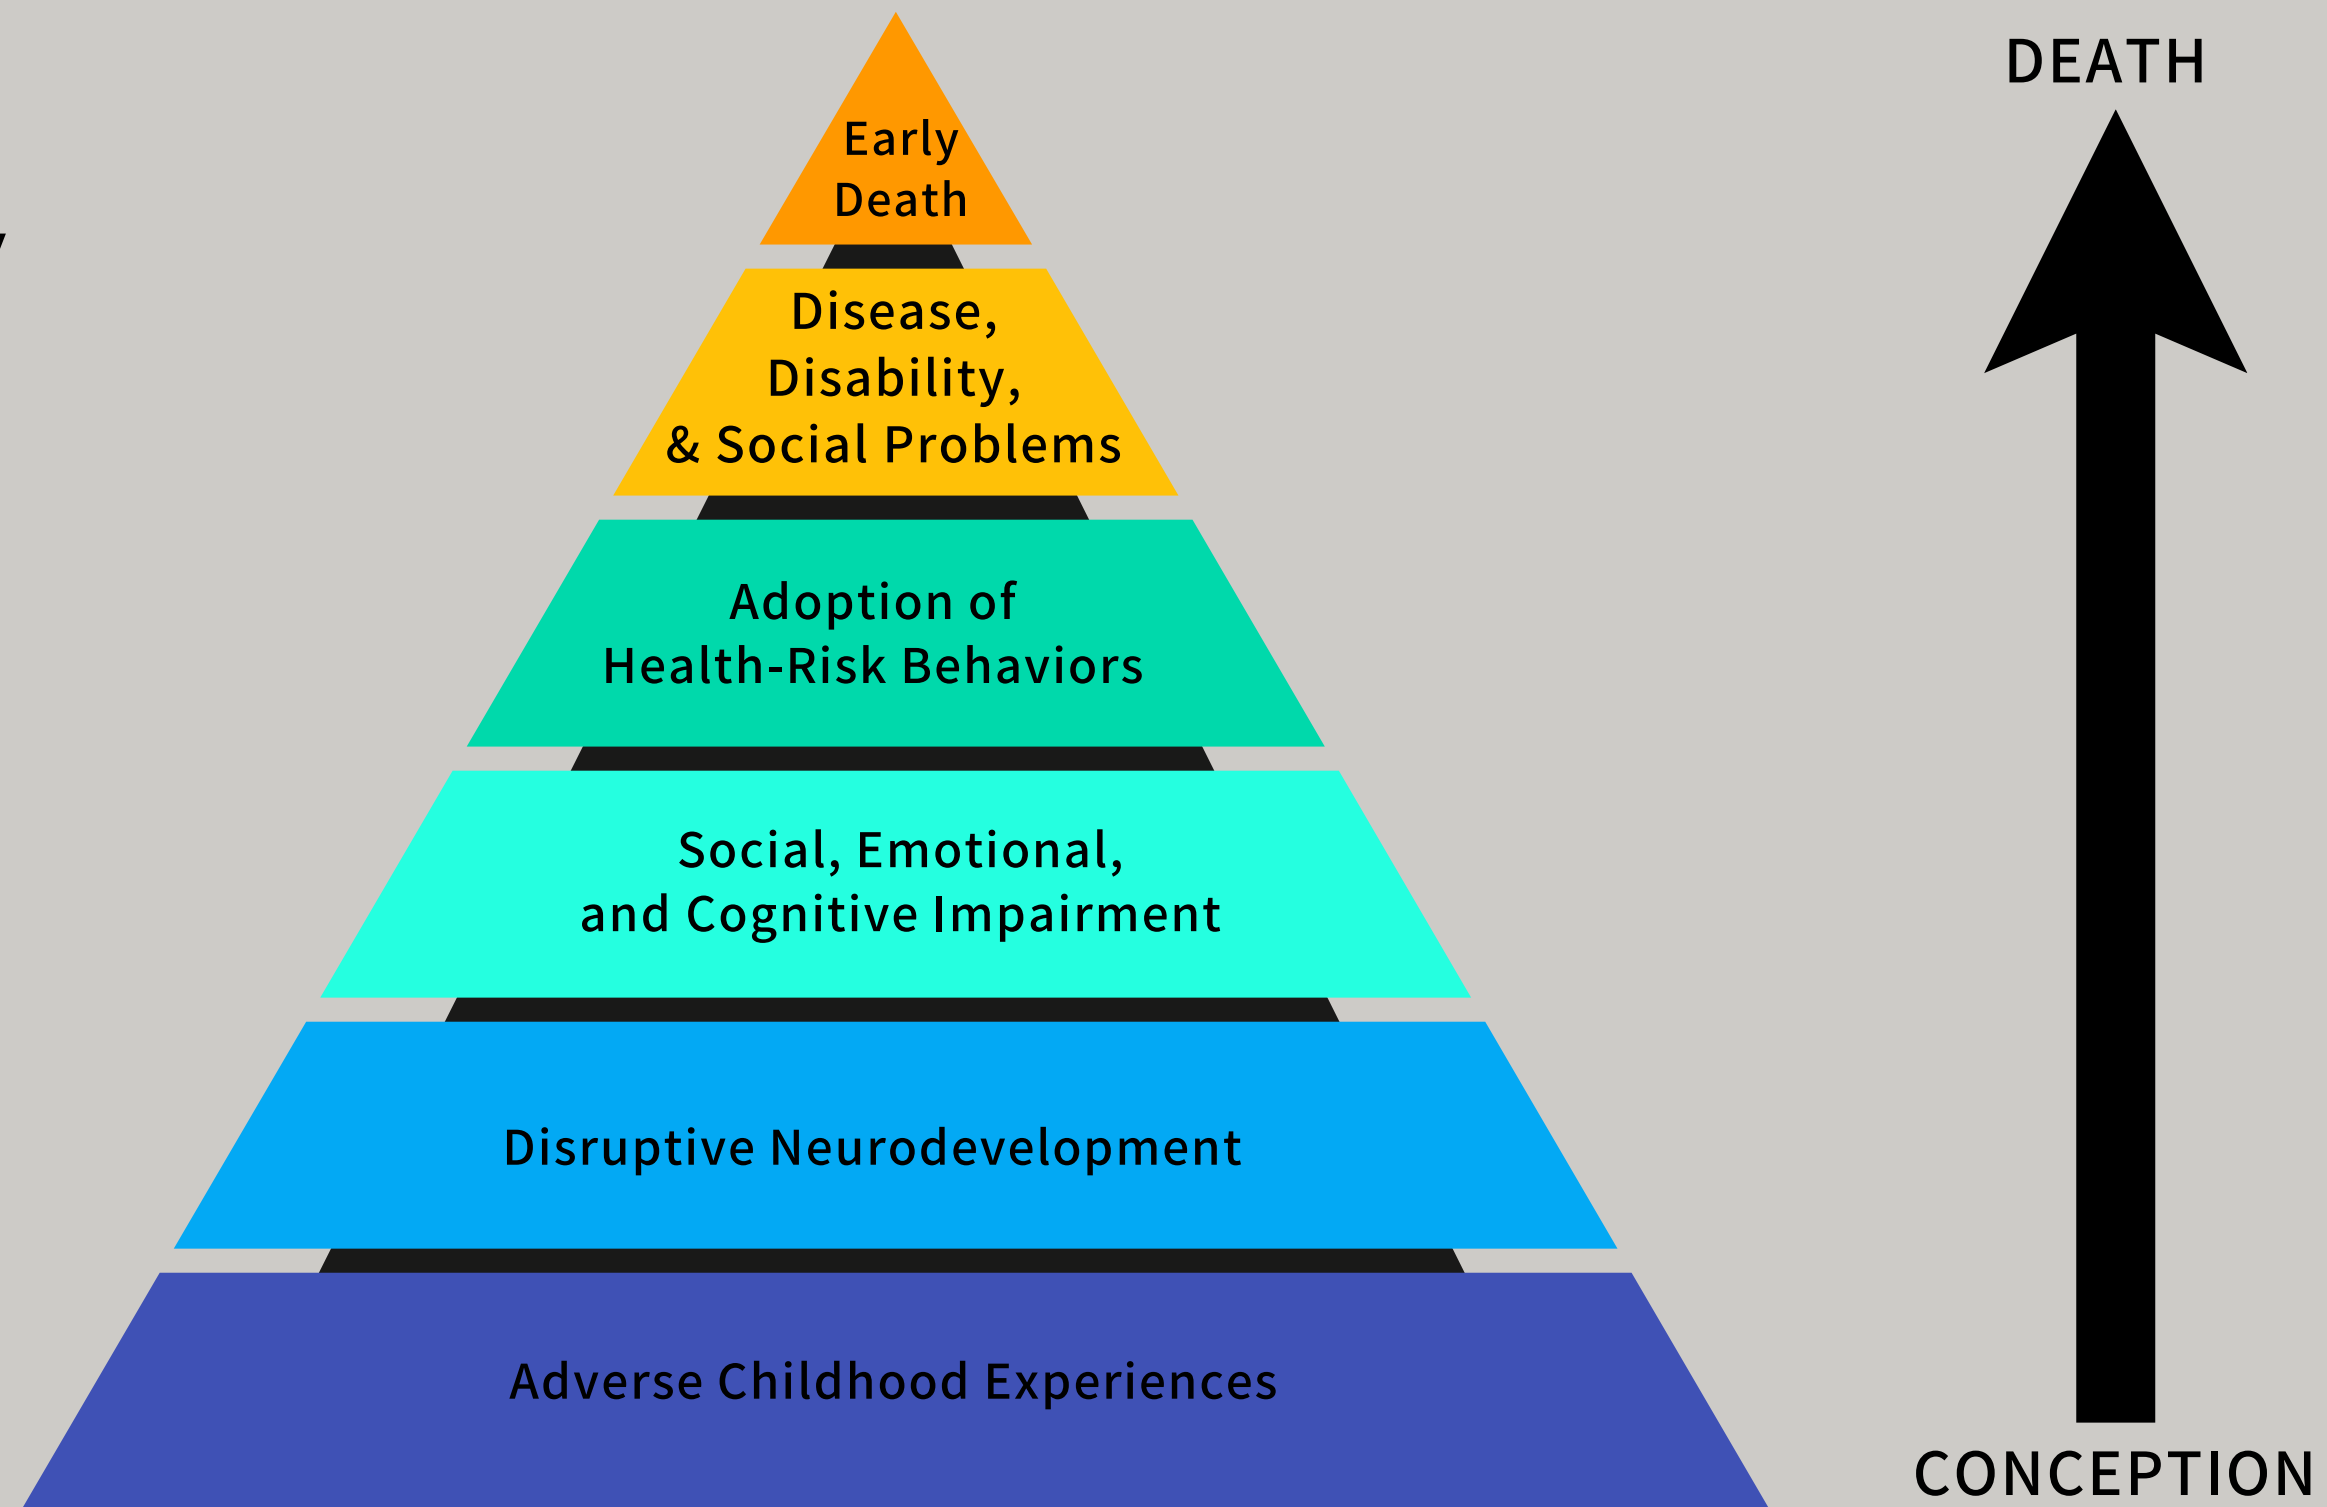 Early
Death
Disease,
Disability,
& Social Problems
Adoption of
Health-Risk Behaviors
Social, Emotional,
and Cognitive Impairment
Disruptive Neurodevelopment
Adverse Childhood Experiences
DEATH
CONCEPTION